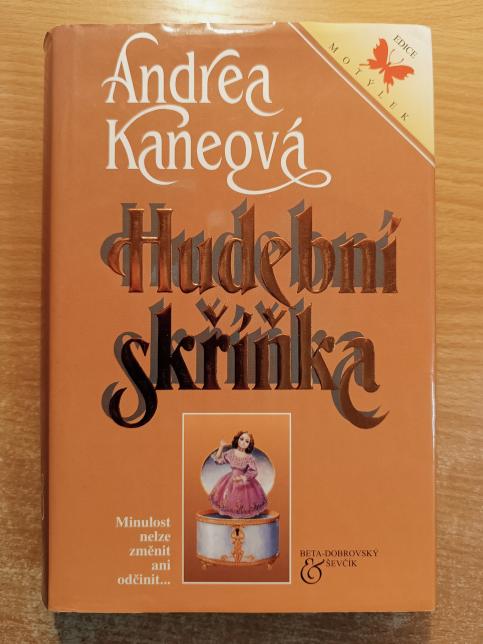 Andrea
Kaneová
EDICE
MOTÝLEK
Hudební
skříňka
Minulost
nelze
změnit
ani
odčinit...
BETA-DOBROVSKÝ
& ŠEVČÍK